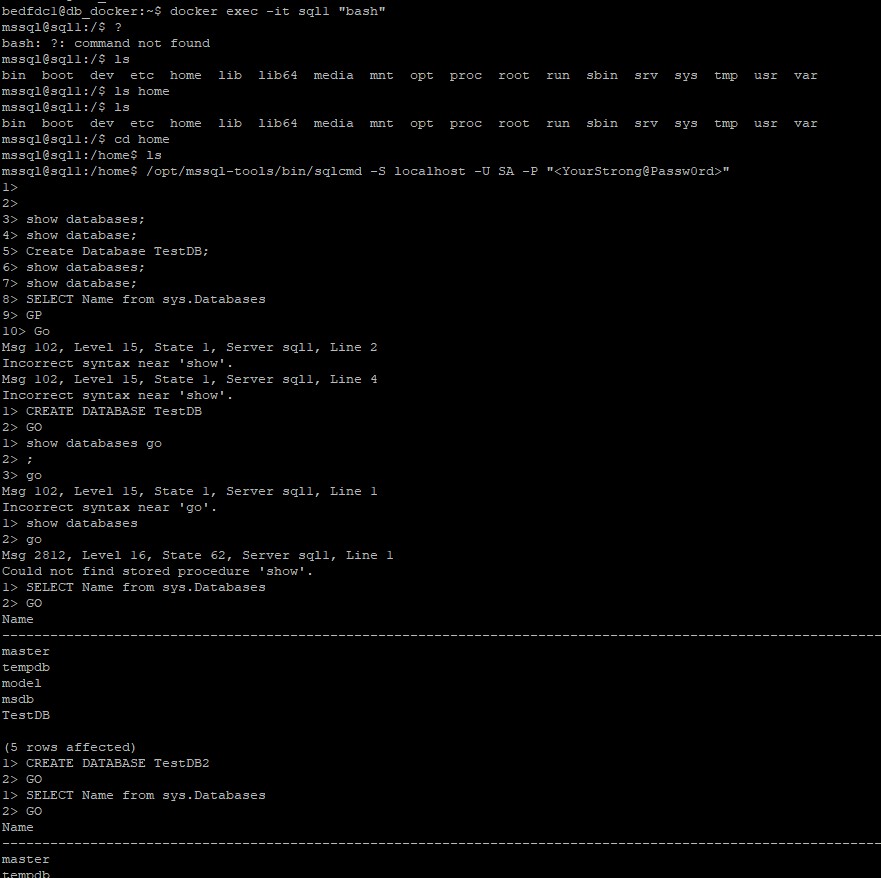 bedfdcl@db_docker:~$ docker exec -it sql1 "bash"
mssql@sql1:/$ ?
bash: ?: command not found
mssql@sql1:/$ ls
bin  boot  dev  etc  home  lib  lib64  media  mnt  opt  proc  root  run  sbin  srv  sys  tmp  usr  var
mssql@sql1:/$ ls home
mssql@sql1:/$ ls
bin  boot  dev  etc  home  lib  lib64  media  mnt  opt  proc  root  run  sbin  srv  sys  tmp  usr  var
mssql@sql1:/$ cd home
mssql@sql1:/home$ ls
mssql@sql1:/home$ /opt/mssql-tools/bin/sqlcmd -S localhost -U SA -P "<YourStrong@Passw0rd>"
1>
2>
3> show databases;
4> show database;
5> Create Database TestDB;
6> show databases;
7> show database;
8> SELECT Name from sys.Databases
9> GP
10> Go
Msg 102, Level 15, State 1, Server sql1, Line 2
Incorrect syntax near 'show'.
Msg 102, Level 15, State 1, Server sql1, Line 4
Incorrect syntax near 'show'.
1> CREATE DATABASE TestDB
2> GO
1> show databases go
2> ;
3> go
Msg 102, Level 15, State 1, Server sql1, Line 1
Incorrect syntax near 'go'.
1> show databases
2> go
Msg 2812, Level 16, State 62, Server sql1, Line 1
Could not find stored procedure 'show'.
1> SELECT Name from sys.Databases
2> GO
Name
--------------------------------------------------------------------------------------------------------------
master
tempdb
model
msdb
TestDB

(5 rows affected)
1> CREATE DATABASE TestDB2
2> GO
1> SELECT Name from sys.Databases
2> GO
Name
--------------------------------------------------------------------------------------------------------------
master
tempdb